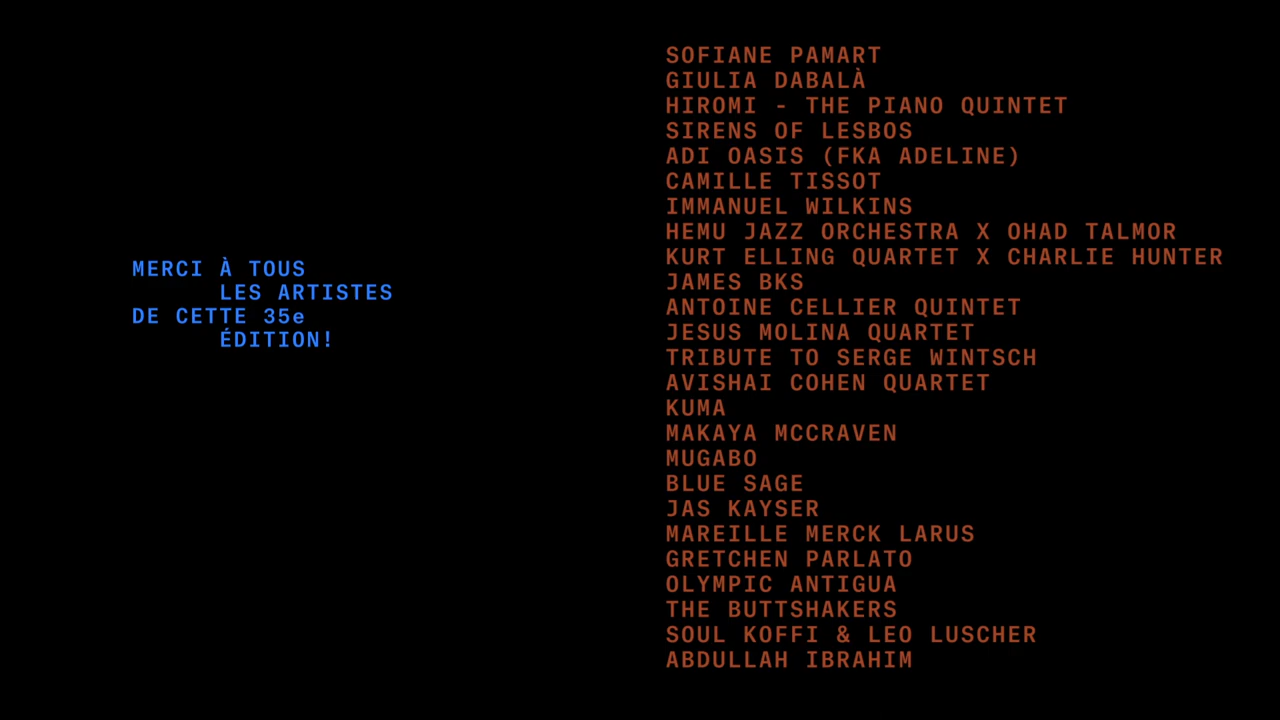 MERCI À TOUS
LES ARTISTES
DE CETTE 35e
ÉDITION!
SOFIANE PAMART
GIULIA DABALÀ
HIROMI - THE PIANO QUINTET
SIRENS OF LESBOS
ADI OASIS (FKA ADELINE)
CAMILLE TISSOT
IMMANUEL WILKINS
HEMU JAZZ ORCHESTRA X OHAD TALMOR
KURT ELLING QUARTET X CHARLIE HUNTER
JAMES BKS
ANTOINE CELLIER QUINTET
JESUS MOLINA QUARTET
TRIBUTE TO SERGE WINTSCH
AVISHAI COHEN QUARTET
KUMA
MAKAYA MCCRAVEN
MUGABO
BLUE SAGE
JAS KAYSER
MAREILLE MERCK LARUS
GRETCHEN PARLATO
OLYMPIC ANTIGUA
THE BUTTSHAKERS
SOUL KOFFI & LEO LUSCHER
ABDULLAH IBRAHIM